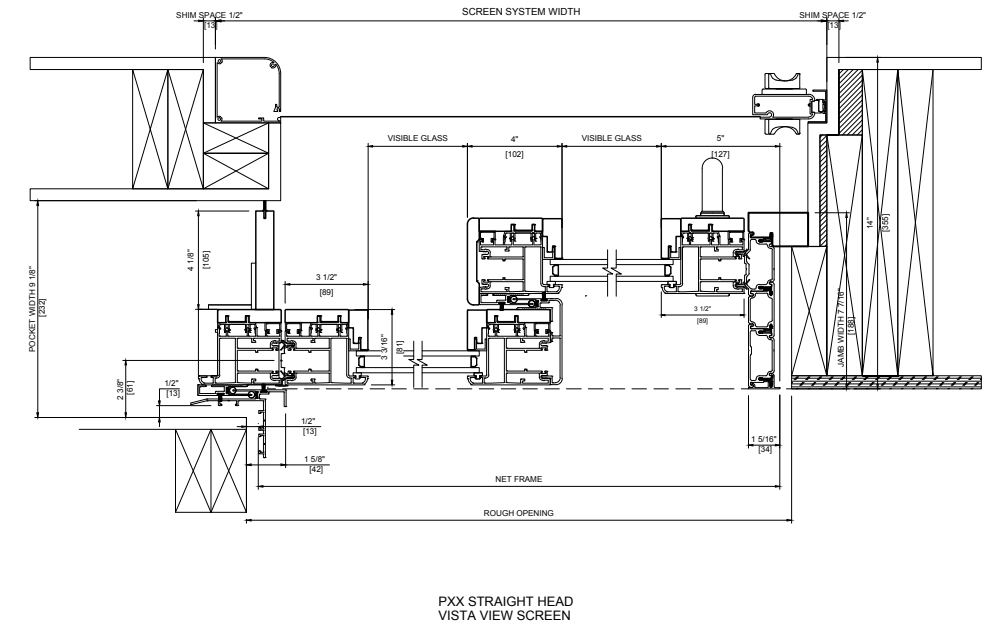 SCREEN SYSTEM WIDTH
SHIM SPACE 1/2"
[13]
SHIM SPACE 1/2"
[13]
VISIBLE GLASS
4"
[102]
VISIBLE GLASS
5"
[127]
14"
[355]
4 1/8"
[105]
POCKET WIDTH 9 1/8"
[232]
3 1/2"
[89]
3 1/2"
[89]
3 3/16"
[81]
JAMB WIDTH 7 7/16"
[188]
2 3/8"
[61]
1/2"
[13]
1/2"
[13]
1 5/8"
[42]
1 5/16"
[34]
NET FRAME
ROUGH OPENING
PXX STRAIGHT HEAD
VISTA VIEW SCREEN